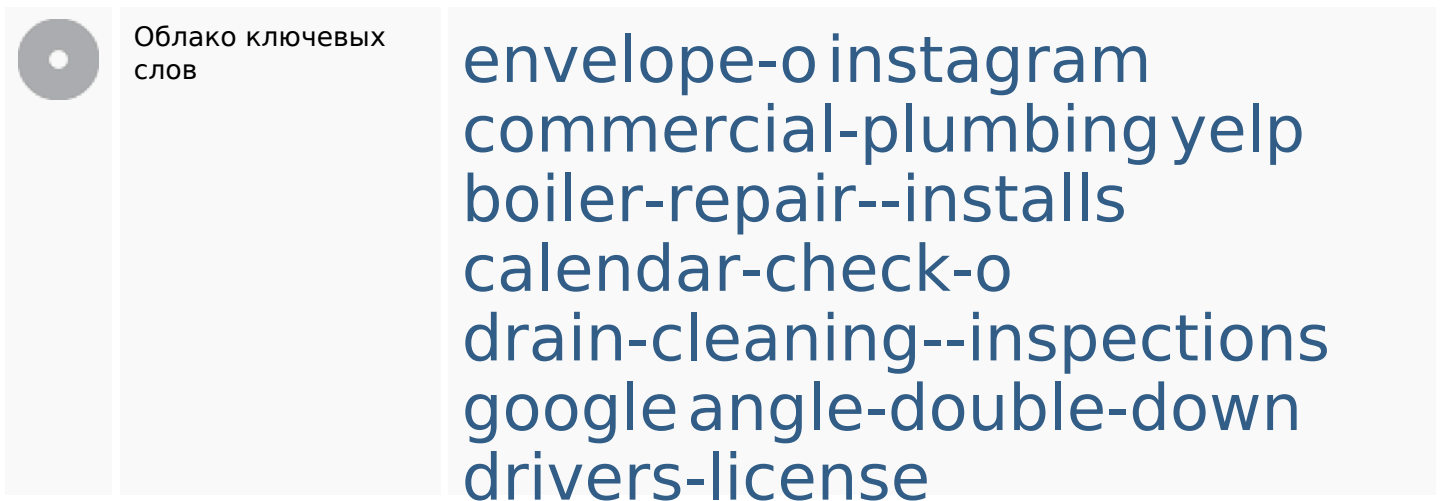 Облако ключевых
слов
envelope-o instagram
commercial-plumbing yelp
boiler-repair--installs
calendar-check-o
drain-cleaning--inspections
google angle-double-down
drivers-license